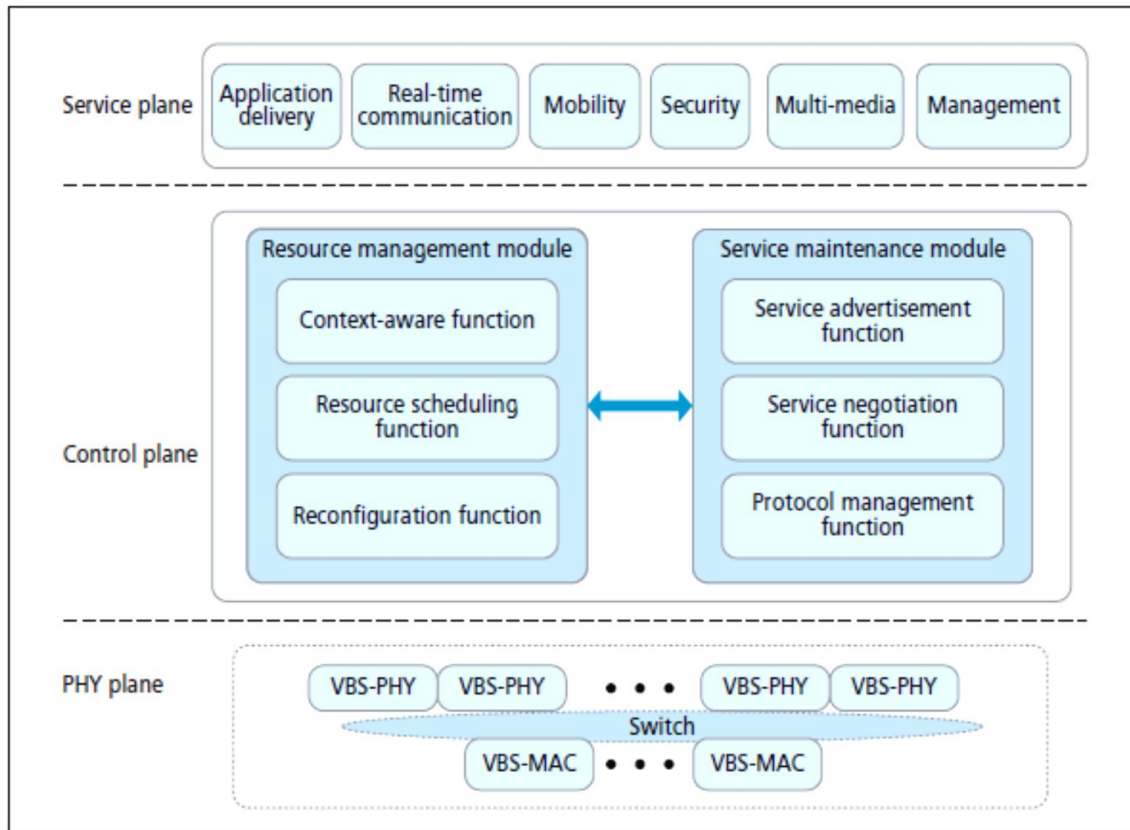 Service plane
Application
delivery
Real-time
communication
Mobility
Security
Multi-media
Management
Control plane
Resource management module
Context-aware function
Resource scheduling
function
Reconfiguration function
Service maintenance module
Service advertisement
function
Service negotiation
function
Protocol management
function
PHY plane
VBS-PHY
VBS-PHY
• • •
VBS-PHY
VBS-PHY
Switch
VBS-MAC
• • •
VBS-MAC